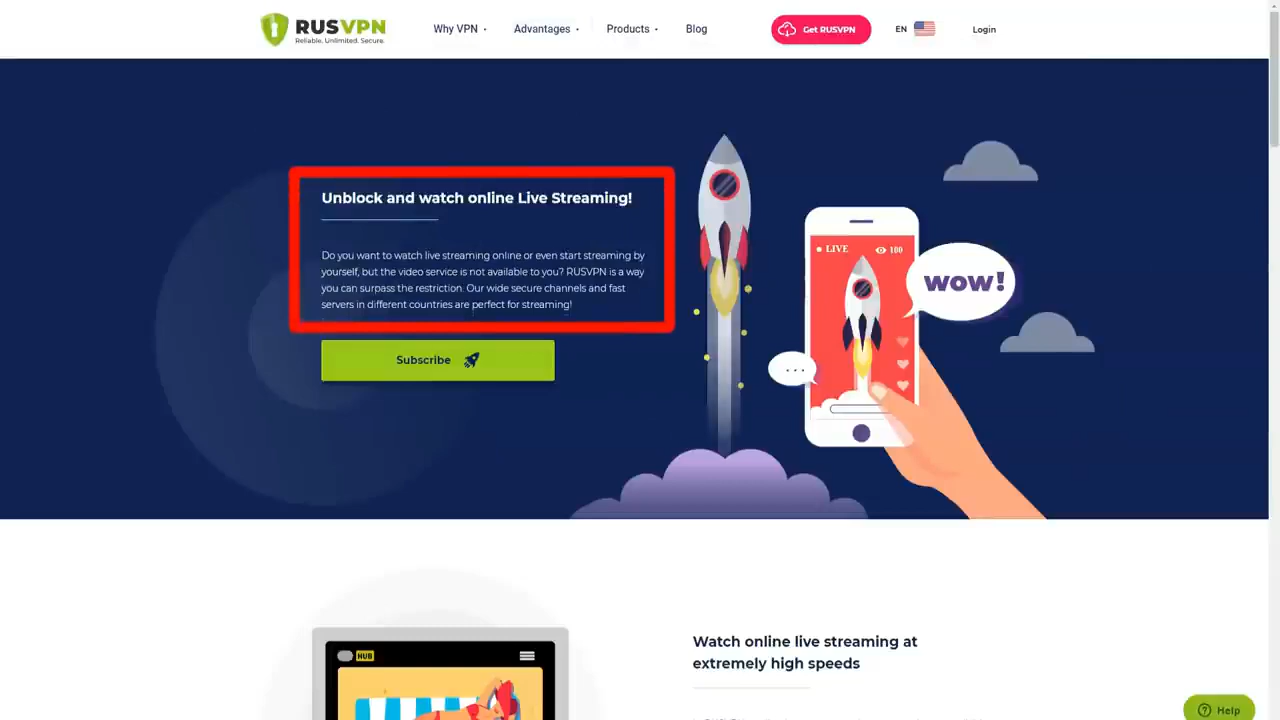 RUSVPN
Reliable. Unlimited. Secure.
Why VPN
Advantages
Products
Blog
Get RUSVPN
EN
Login
Unblock and watch online Live Streaming!
Do you want to watch live streaming online or even start streaming by
yourself, but the video service is not available to you? RUSVPN is a way
you can surpass the restriction. Our wide secure channels and fast
servers in different countries are perfect for streaming!
Subscribe
LIVE
100
WOW!
...
HUB
Watch online live streaming at
extremely high speeds
Help